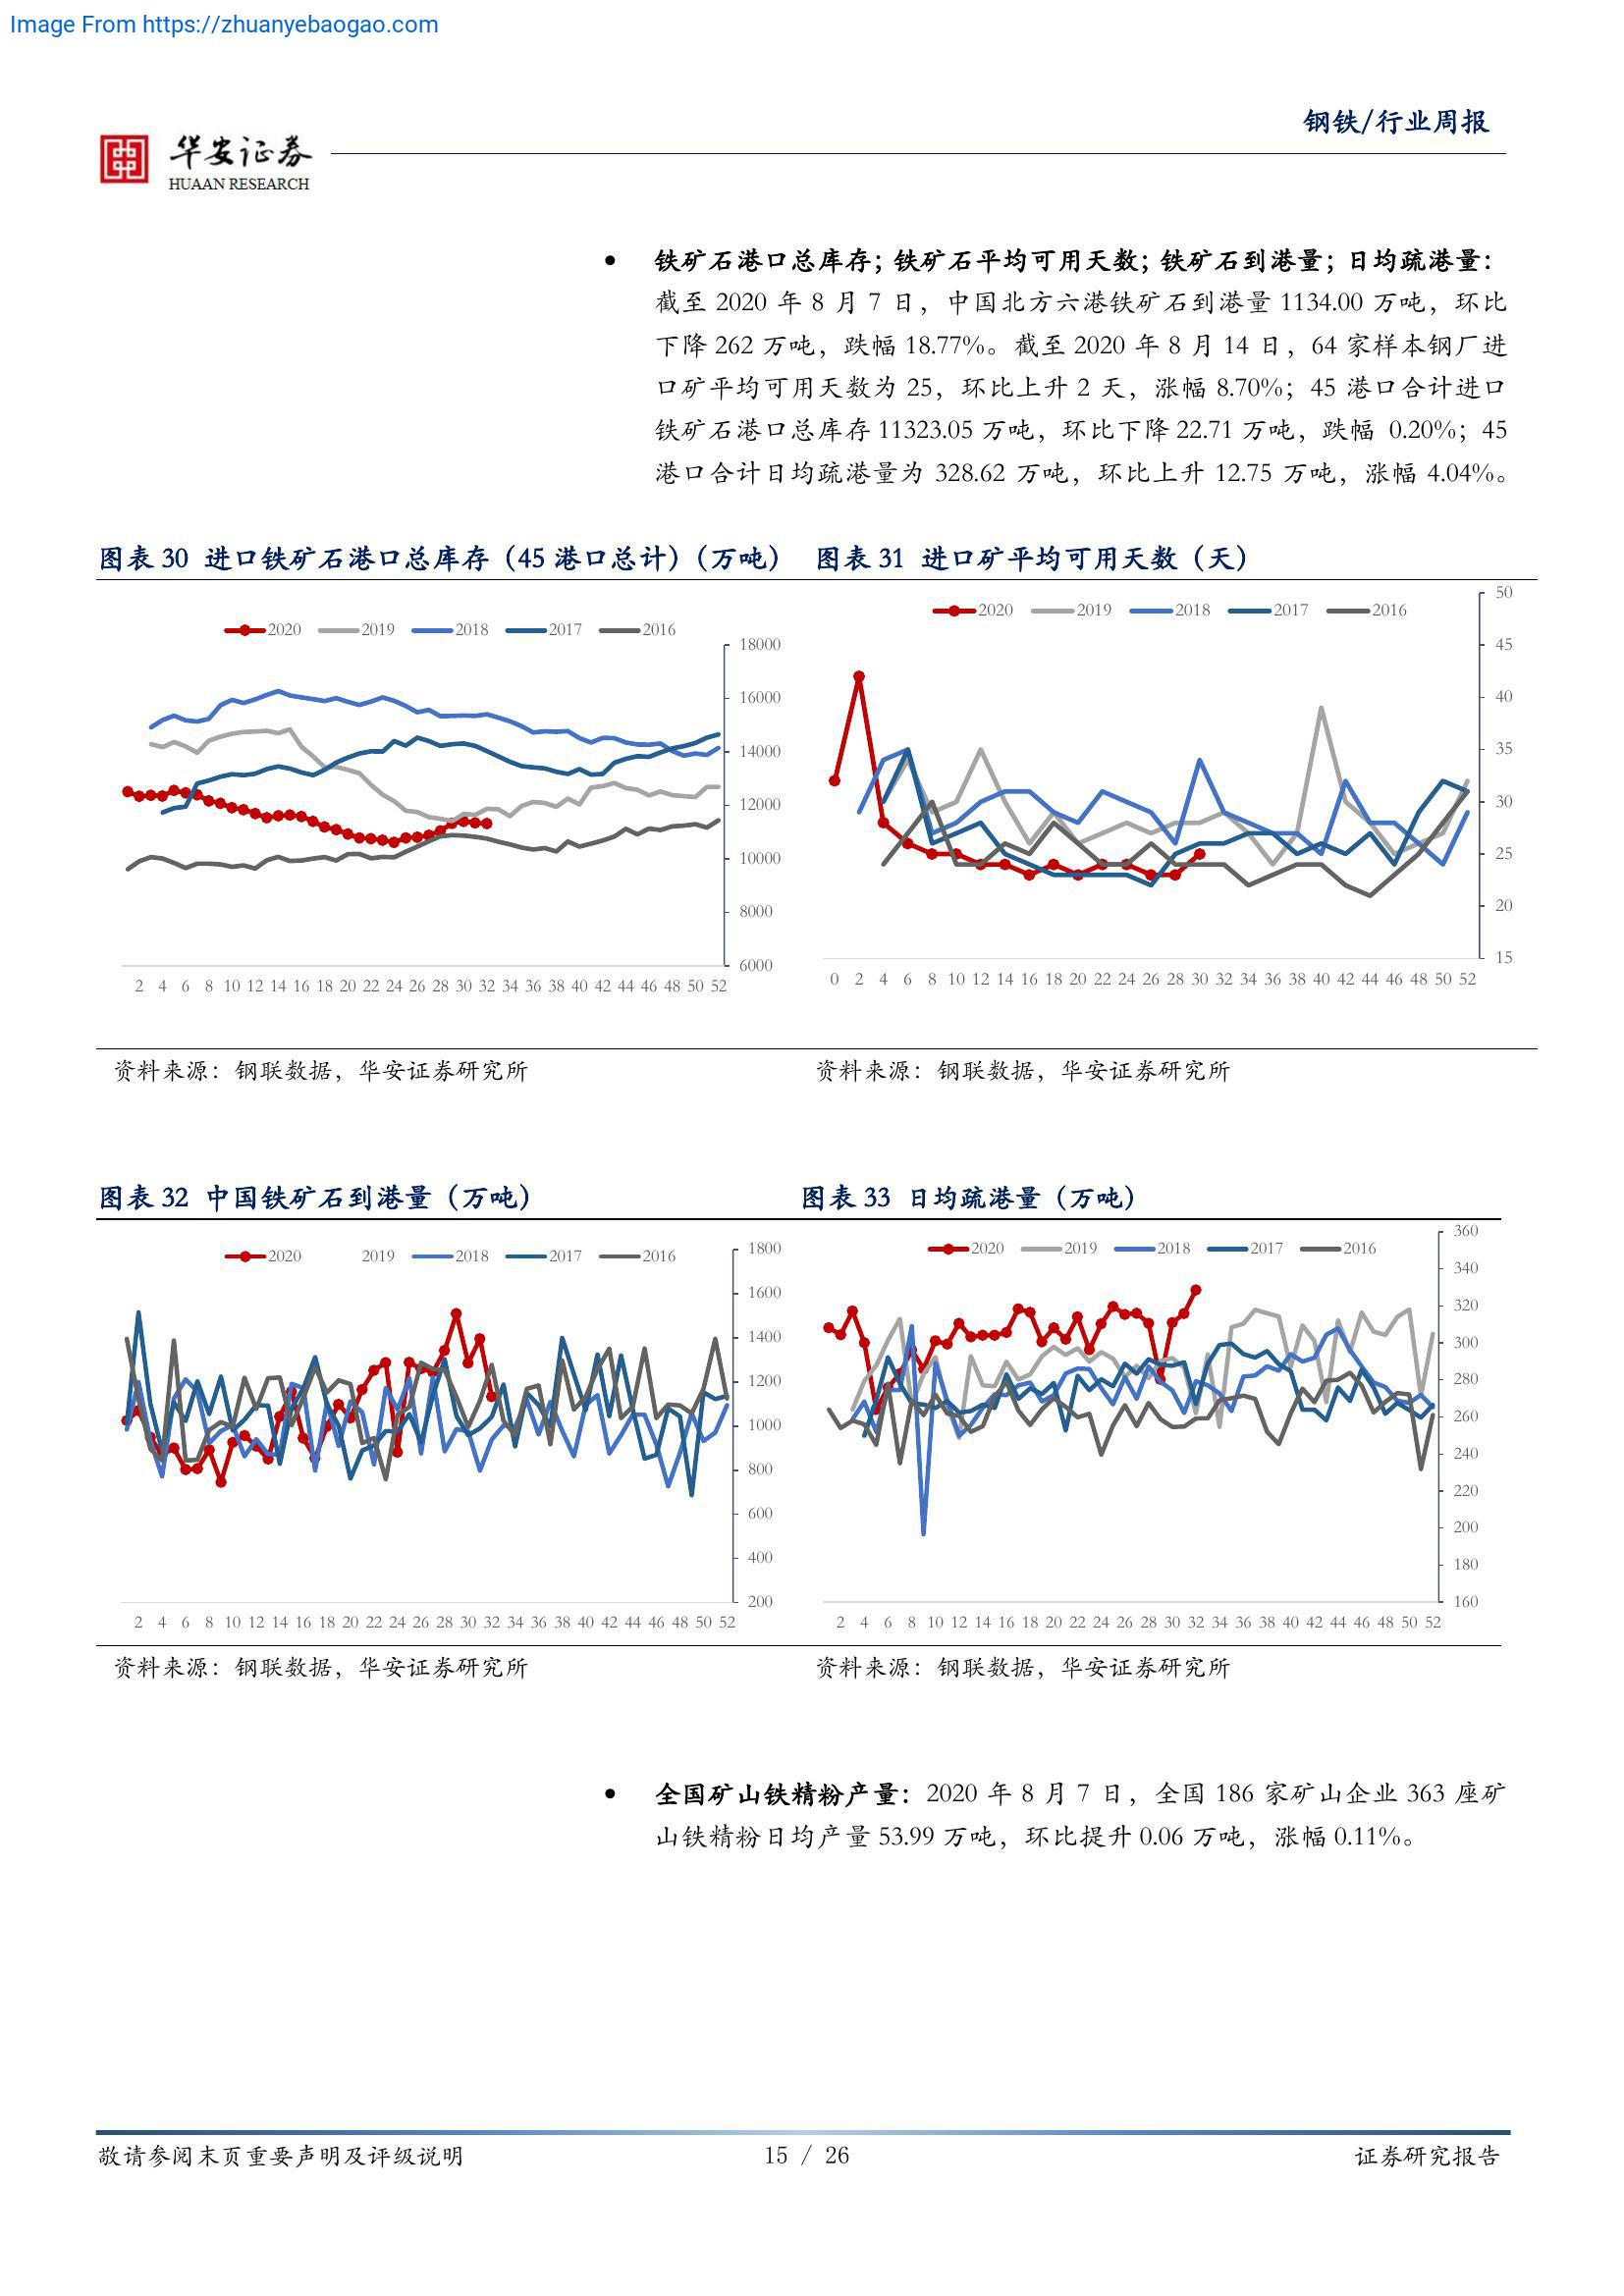 Image From https://zhuanyebaogao.com
钢铁/行业周报
华安证券
HUAAN RESEARCH
• 铁矿石港口总库存；铁矿石平均可用天数；铁矿石到港量；日均疏港量：
截至 2020 年 8 月 7 日，中国北方六港铁矿石到港量 1134.00 万吨，环比
下降 262 万吨，跌幅 18.77%。截至 2020 年 8 月 14 日，64 家样本钢厂进
口矿平均可用天数为 25，环比上升 2 天，涨幅 8.70%；45 港口合计进口
铁矿石港口总库存 11323.05 万吨，环比下降 22.71 万吨，跌幅 0.20%；45
港口合计日均疏港量为 328.62 万吨，环比上升 12.75 万吨，涨幅 4.04%。
图表 30 进口铁矿石港口总库存（45 港口总计）（万吨）
2020 2019 2018 2017 2016
18000
16000
14000
12000
10000
8000
6000
2 4 6 8 10 12 14 16 18 20 22 24 26 28 30 32 34 36 38 40 42 44 46 48 50 52
资料来源：钢联数据，华安证券研究所
图表 31 进口矿平均可用天数（天）
2020 2019 2018 2017 2016
50
45
40
35
30
25
20
15
0 2 4 6 8 10 12 14 16 18 20 22 24 26 28 30 32 34 36 38 40 42 44 46 48 50 52
资料来源：钢联数据，华安证券研究所
图表 32 中国铁矿石到港量（万吨）
2020 2019 2018 2017 2016
1800
1600
1400
1200
1000
800
600
400
200
2 4 6 8 10 12 14 16 18 20 22 24 26 28 30 32 34 36 38 40 42 44 46 48 50 52
资料来源：钢联数据，华安证券研究所
图表 33 日均疏港量（万吨）
2020 2019 2018 2017 2016
360
340
320
300
280
260
240
220
200
180
160
2 4 6 8 10 12 14 16 18 20 22 24 26 28 30 32 34 36 38 40 42 44 46 48 50 52
资料来源：钢联数据，华安证券研究所
• 全国矿山铁精粉产量：2020 年 8 月 7 日，全国 186 家矿山企业 363 座矿
山铁精粉日均产量 53.99 万吨，环比提升 0.06 万吨，涨幅 0.11%。
敬请参阅末页重要声明及评级说明
15 / 26
证券研究报告